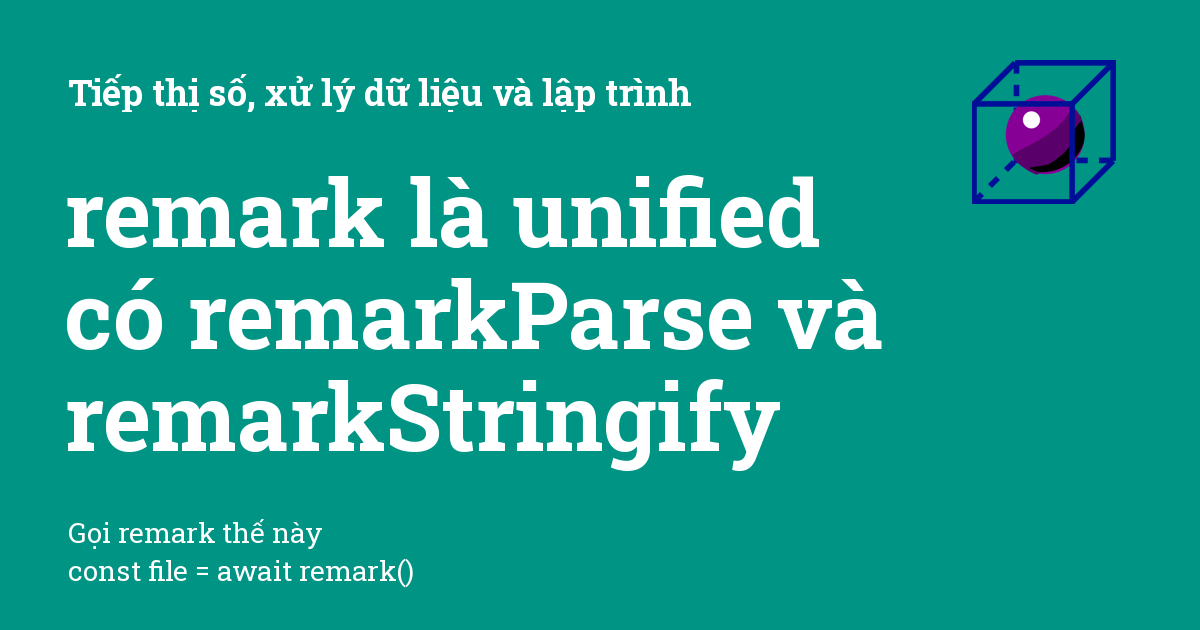 Tiếp thị số, xử lý dữ liệu và lập trình
remark là unified
có remarkParse và
remarkStringify
Gọi remark thế này
const file = await remark()